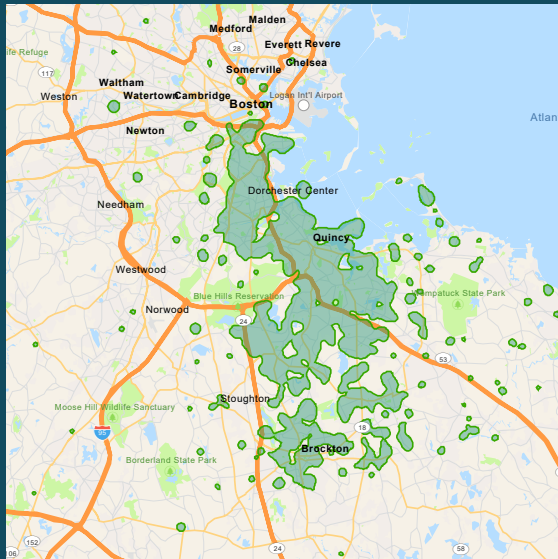 Malden
Medford
28
Everett
Revere
ife Refuge
Chelsea
Somerville
117
Waltham
Weston
Watertown
Cambridge
Logan Int'l Airport
Boston
Atlan
Newton
Dorchester Center
Needham
Quincy
Westwood
Blue Hills Reservation
Wompatuck State Park
Norwood
24
53
Stoughton
Moose Hill Wildlife Sanctuary
18
95
Brockton
Borderland State Park
152
106
24
58